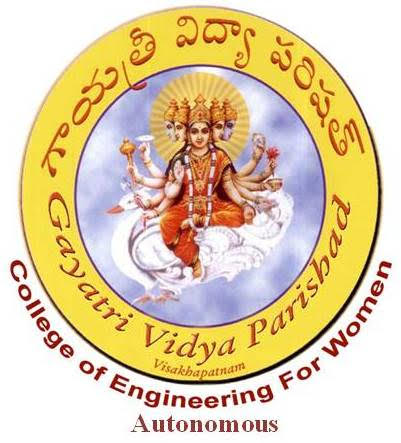 గాయత్రీ విద్యా పరిషత్
Gayatri Vidya Parishad
Visakhapatnam
College of Engineering For Women
Autonomous